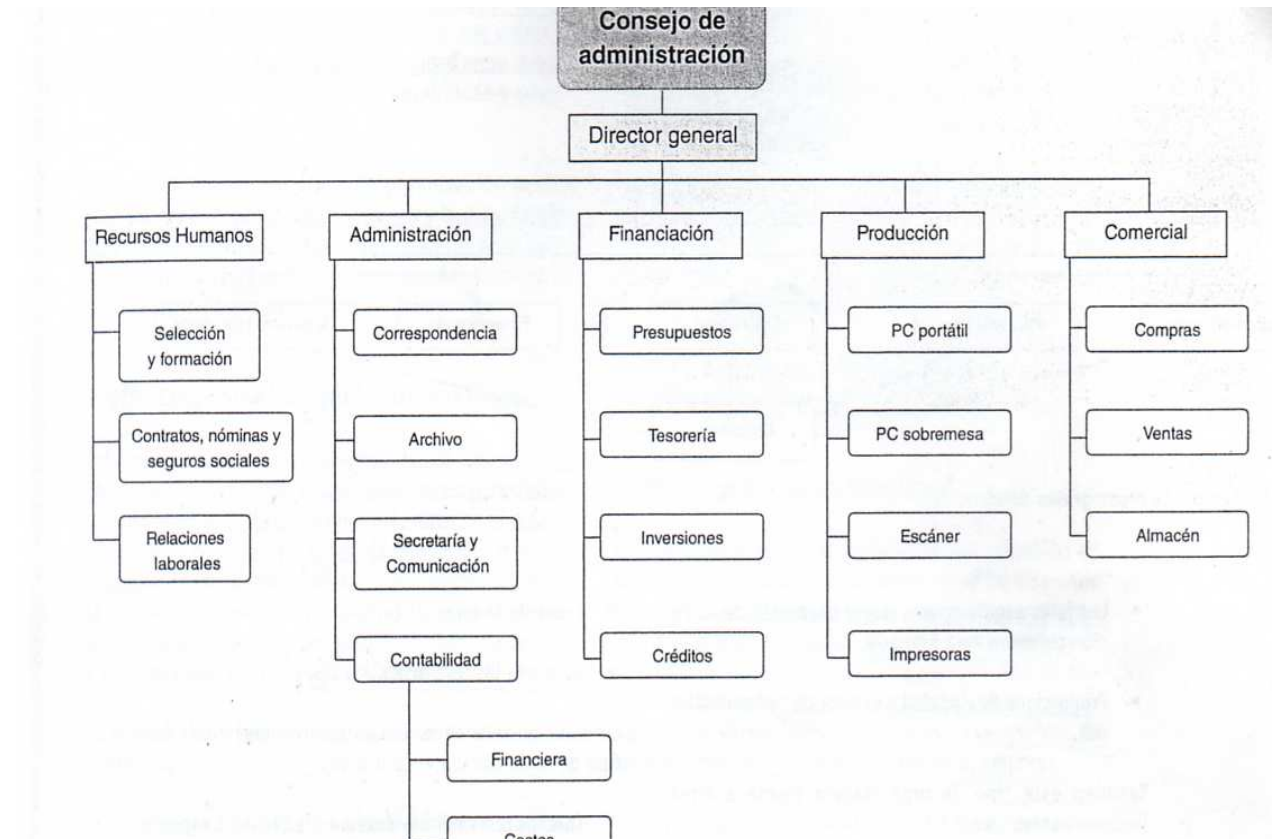 Consejo de
administración
Director general
Recursos Humanos
Administración
Financiación
Producción
Comercial
Selección
y formación
Correspondencia
Presupuestos
PC portátil
Compras
Contratos, nóminas y
seguros sociales
Archivo
Tesorería
PC sobremesa
Ventas
Relaciones
laborales
Secretaría y
Comunicación
Inversiones
Escáner
Almacén
Contabilidad
Créditos
Impresoras
Financiera